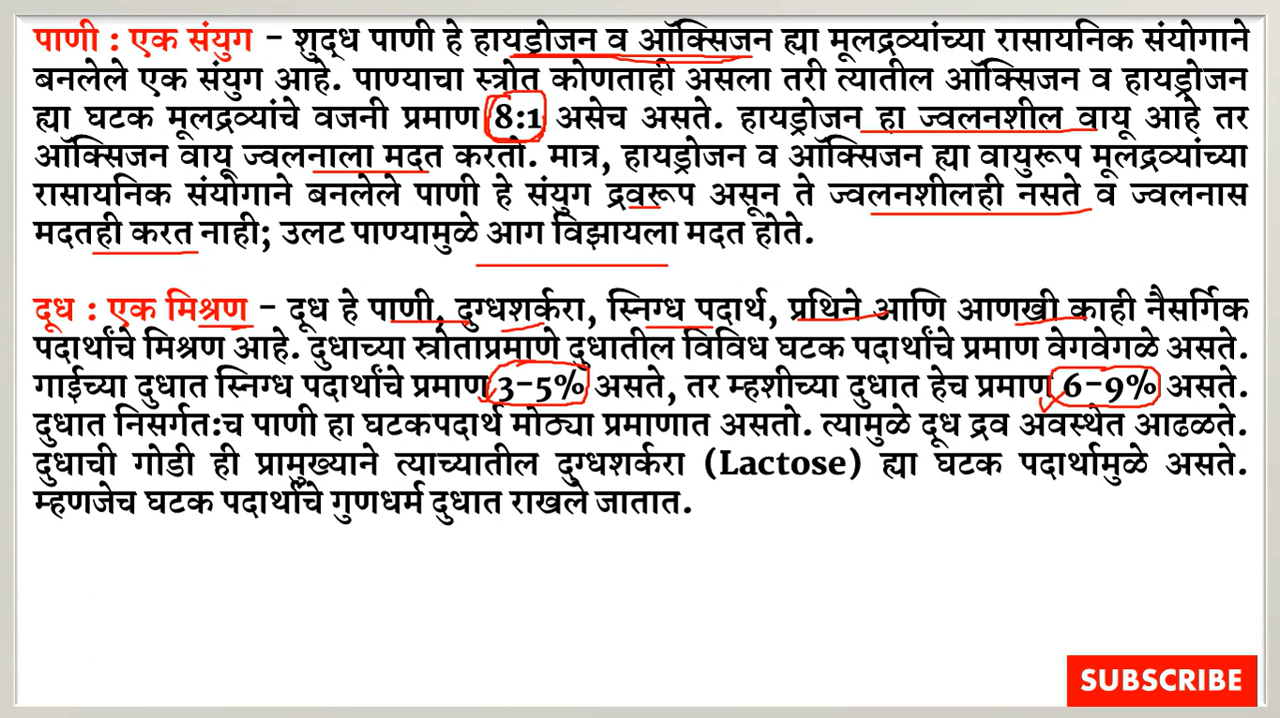 पाणी : एक संयुग - शुद्ध पाणी हे हायड्रोजन व ऑक्सिजन ह्या मूलद्रव्यांच्या रासायनिक संयोगाने
बनलेले एक संयुग आहे. पाण्याचा स्त्रोत कोणताही असला तरी त्यातील ऑक्सिजन व हायड्रोजन
ह्या घटक मूलद्रव्यांचे वजनी प्रमाण 8:1 असेच असते. हायड्रोजन हा ज्वलनशील वायू आहे तर
ऑक्सिजन वायू ज्वलनाला मदत करतो. मात्र, हायड्रोजन व ऑक्सिजन ह्या वायुरूप मूलद्रव्यांच्या
रासायनिक संयोगाने बनलेले पाणी हे संयुग द्रवरूप असून ते ज्वलनशीलही नसते व ज्वलनास
मदतही करत नाही; उलट पाण्यामुळे आग विझायला मदत होते.
दूध : एक मिश्रण - दूध हे पाणी, दुग्धशर्करा, स्निग्ध पदार्थ, प्रथिने आणि आणखी काही नैसर्गिक
पदार्थांचे मिश्रण आहे. दुधाच्या स्त्रोताप्रमाणे दुधातील विविध घटक पदार्थांचे प्रमाण वेगवेगळे असते.
गाईच्या दुधात स्निग्ध पदार्थांचे प्रमाण 3-5% असते, तर म्हशीच्या दुधात हेच प्रमाण 6-9% असते.
दुधात निसर्गतःच पाणी हा घटकपदार्थ मोठ्या प्रमाणात असतो. त्यामुळे दूध द्रव अवस्थेत आढळते.
दुधाची गोडी ही प्रामुख्याने त्याच्यातील दुग्धशर्करा (Lactose) ह्या घटक पदार्थामुळे असते.
म्हणजेच घटक पदार्थांचे गुणधर्म दुधात राखले जातात.
SUBSCRIBE